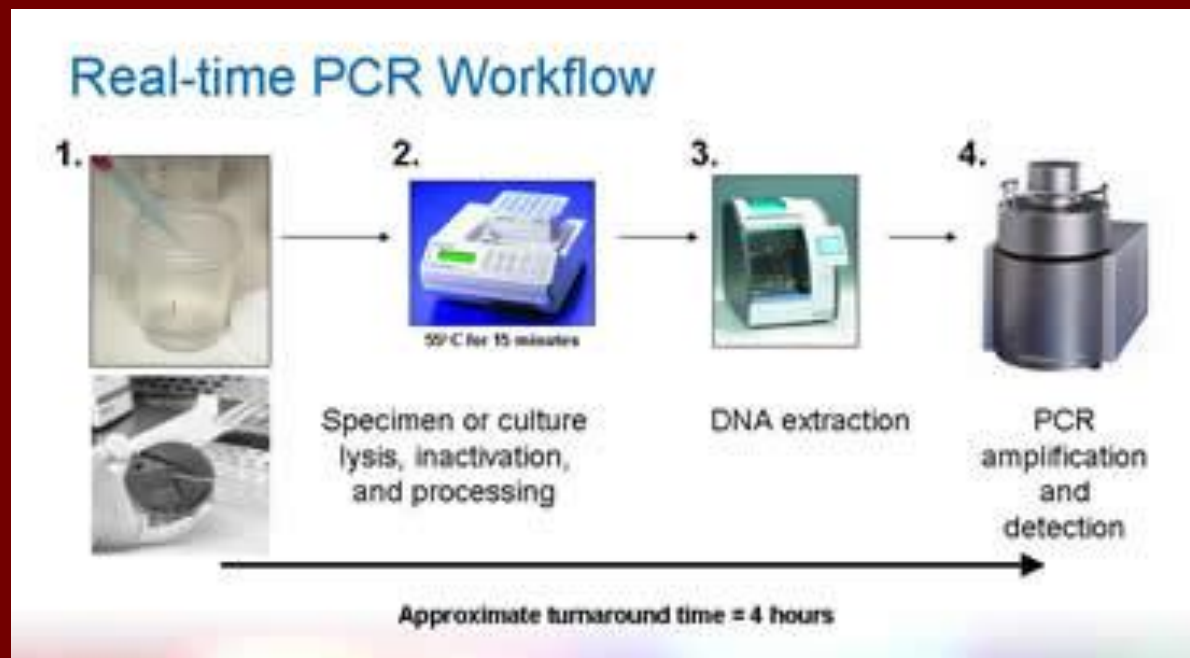 Real-time PCR Workflow
1.
2.
3.
4.
55°C for 15 minutes
Specimen or culture
lysis, inactivation,
and processing
DNA extraction
PCR
amplification
and
detection
Approximate turnaround time = 4 hours